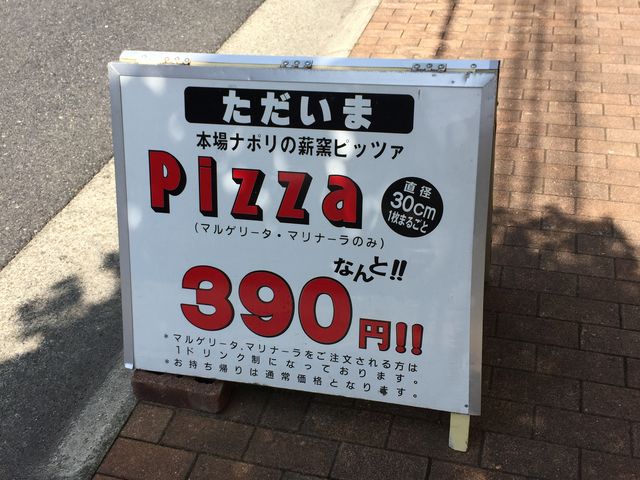 ただいま
本場ナポリの薪窯ピッツァ
Pizza
直径
30cm
1枚まるごと
(マルゲリータ・マリナーラのみ)
なんと!!
390円!!
*マルゲリータ、マリナーラをご注文される方は
1ドリンク制になっております。
*お持ち帰りは通常価格となります。